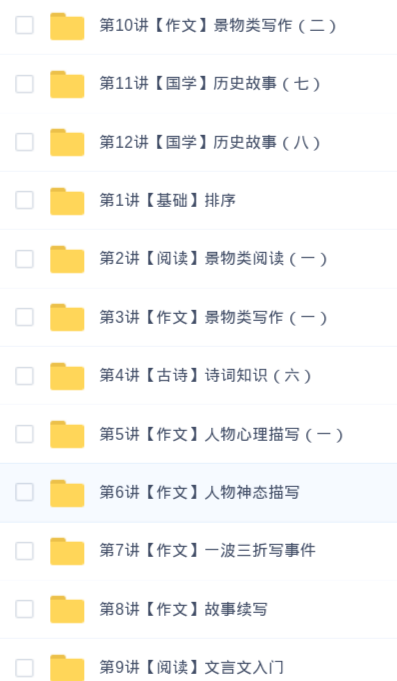 第10讲【作文】景物类写作（二）
第11讲【国学】历史故事（七）
第12讲【国学】历史故事（八）
第1讲【基础】排序
第2讲【阅读】景物类阅读（一）
第3讲【作文】景物类写作（一）
第4讲【古诗】诗词知识（六）
第5讲【作文】人物心理描写（一）
第6讲【作文】人物神态描写
第7讲【作文】一波三折写事件
第8讲【作文】故事续写
第9讲【阅读】文言文入门